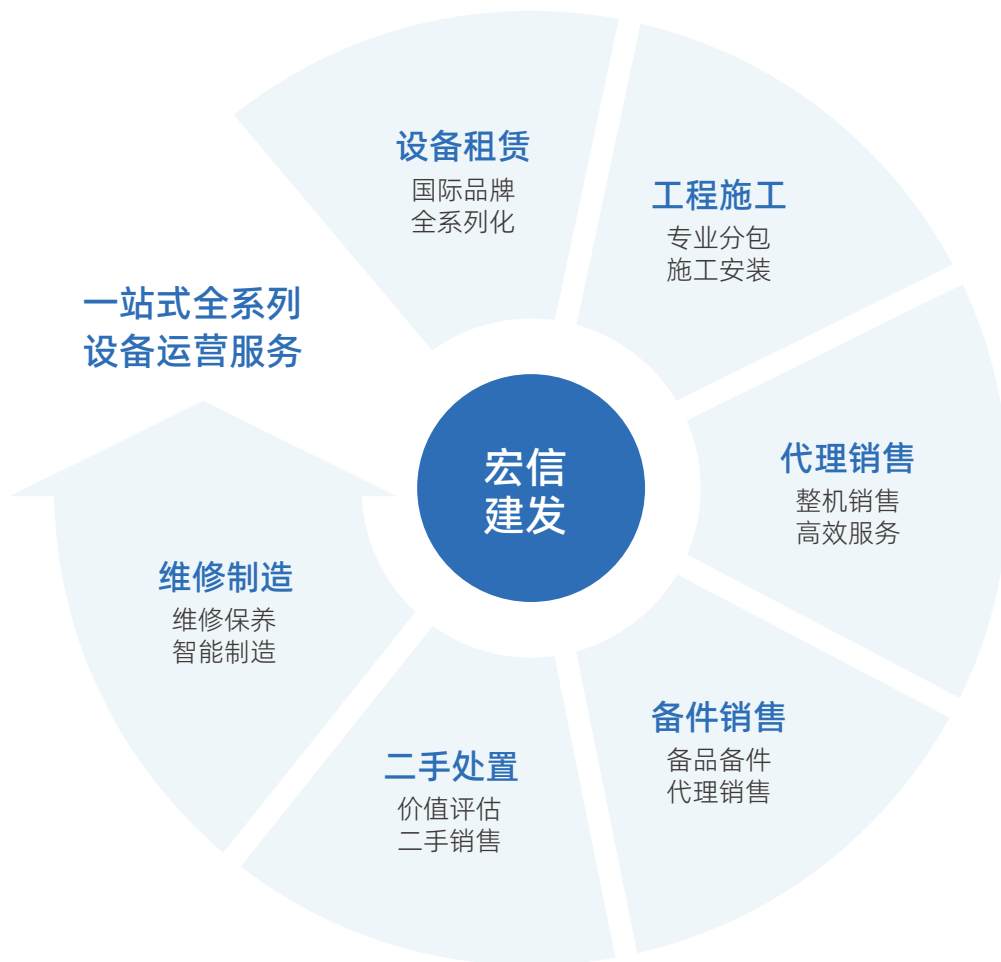 设备租赁
国际品牌
全系列化
工程施工
专业分包
施工安装
一站式全系列
设备运营服务
宏信
建发
代理销售
整机销售
高效服务
维修制造
维修保养
智能制造
备件销售
备品备件
代理销售
二手处置
价值评估
二手销售